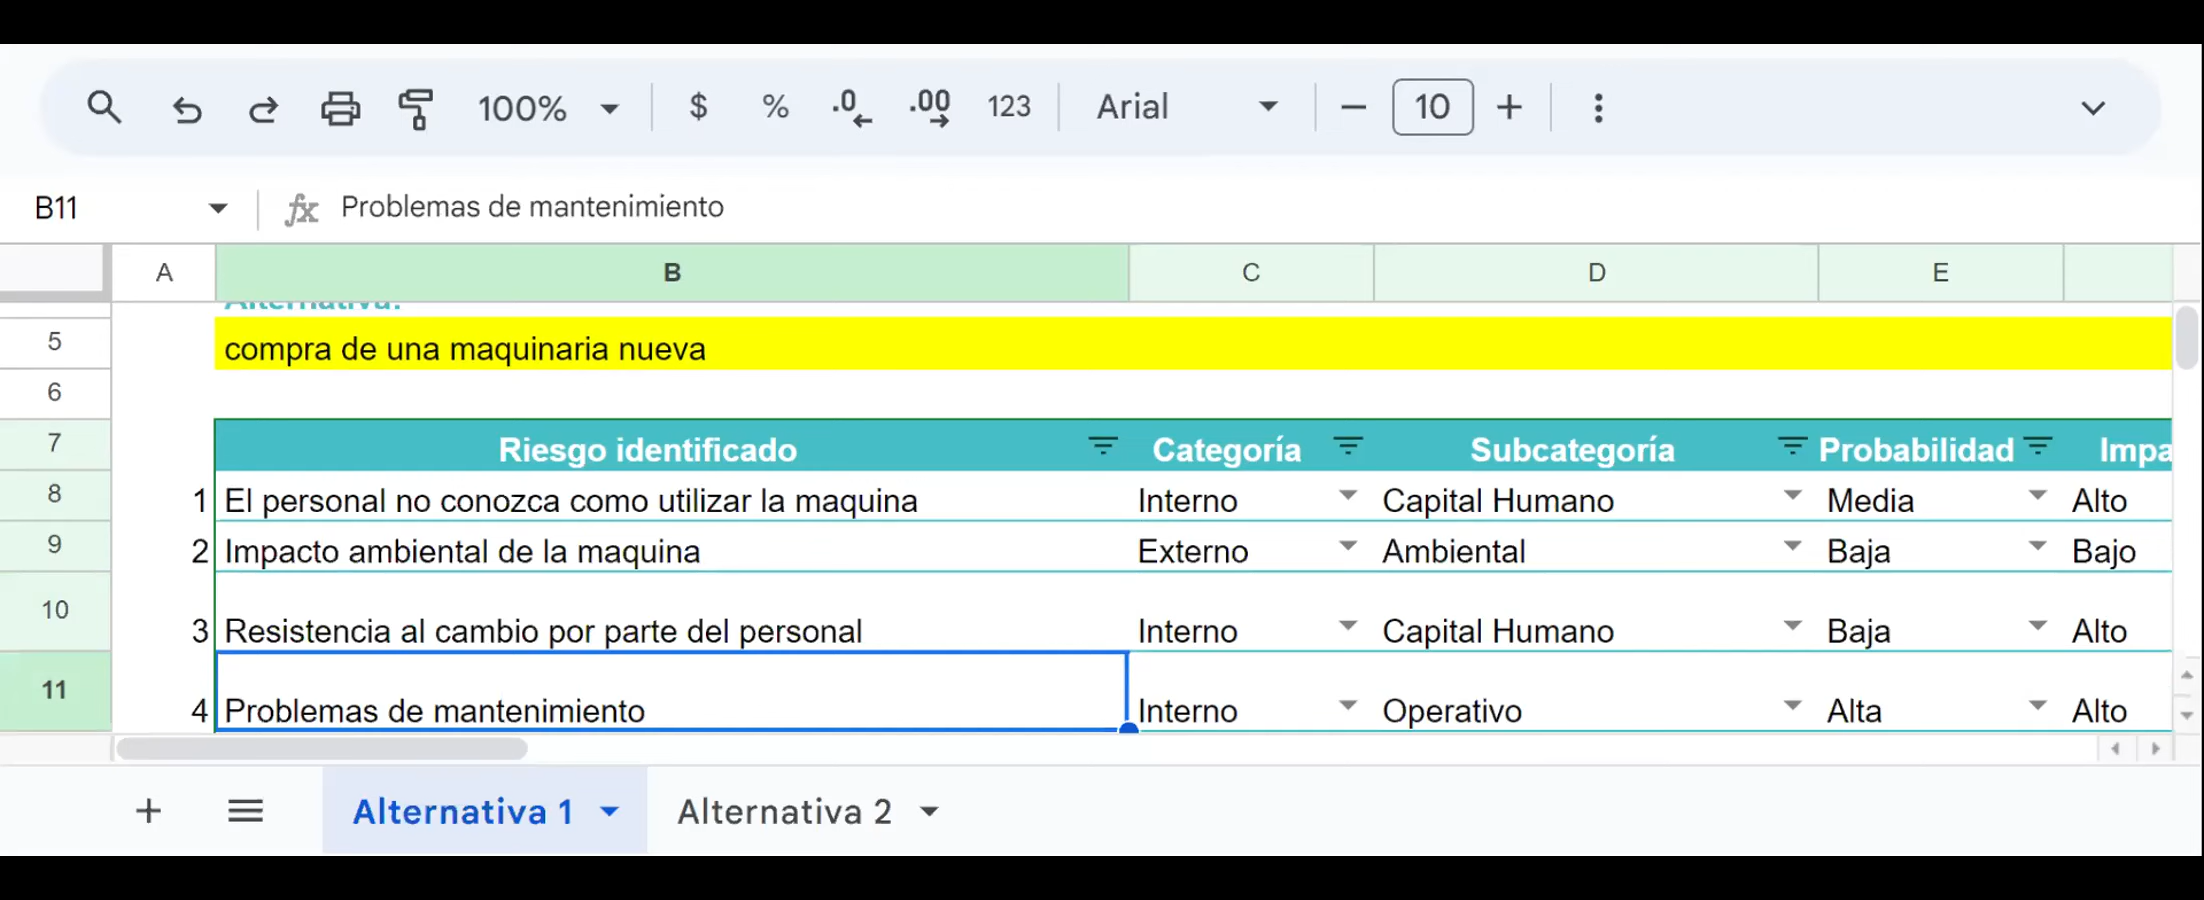 100% $ % .0 .00 123 Arial 10
B11 fx Problemas de mantenimiento
A B C D E
Alternativa:
5 compra de una maquinaria nueva
6
7 Riesgo identificado Categoría Subcategoría Probabilidad Impa
8 1 El personal no conozca como utilizar la maquina Interno Capital Humano Media Alto
9 2 Impacto ambiental de la maquina Externo Ambiental Baja Bajo
10 3 Resistencia al cambio por parte del personal Interno Capital Humano Baja Alto
11 4 Problemas de mantenimiento Interno Operativo Alta Alto
Alternativa 1 Alternativa 2